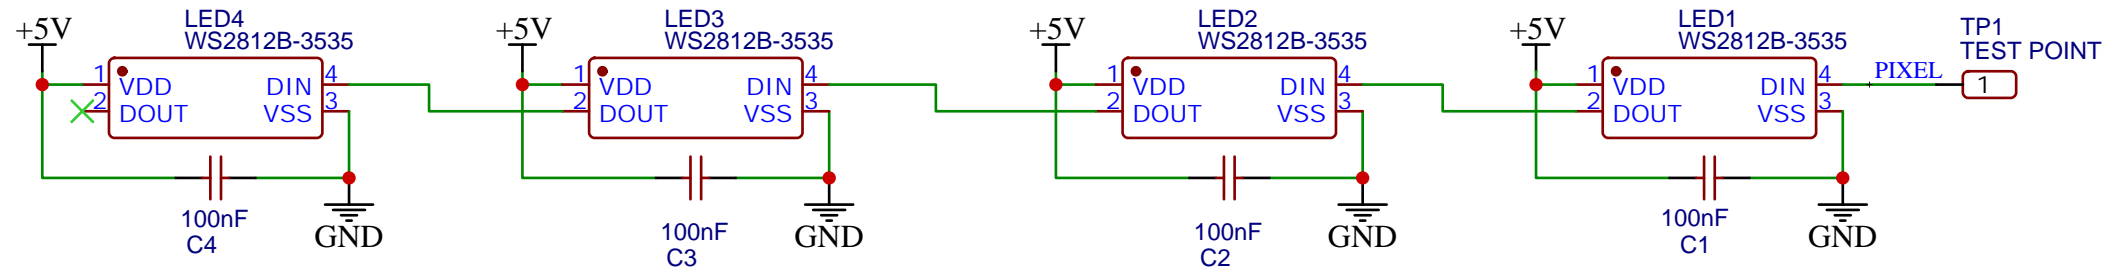 +5V
LED4
WS2812B-3535
1
VDD
DIN
4
2
DOUT
VSS
3
100nF
C4
GND
+5V
LED3
WS2812B-3535
1
VDD
DIN
4
2
DOUT
VSS
3
100nF
C3
GND
+5V
LED2
WS2812B-3535
1
VDD
DIN
4
2
DOUT
VSS
3
100nF
C2
GND
+5V
LED1
WS2812B-3535
1
VDD
DIN
4
2
DOUT
VSS
3
100nF
C1
GND
PIXEL
TP1
TEST POINT
1